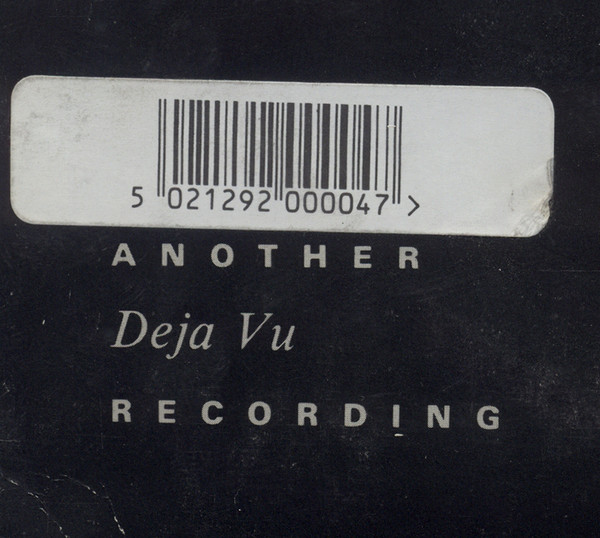 5 021292 000047 >
ANOTHER
Deja Vu
RECORDING